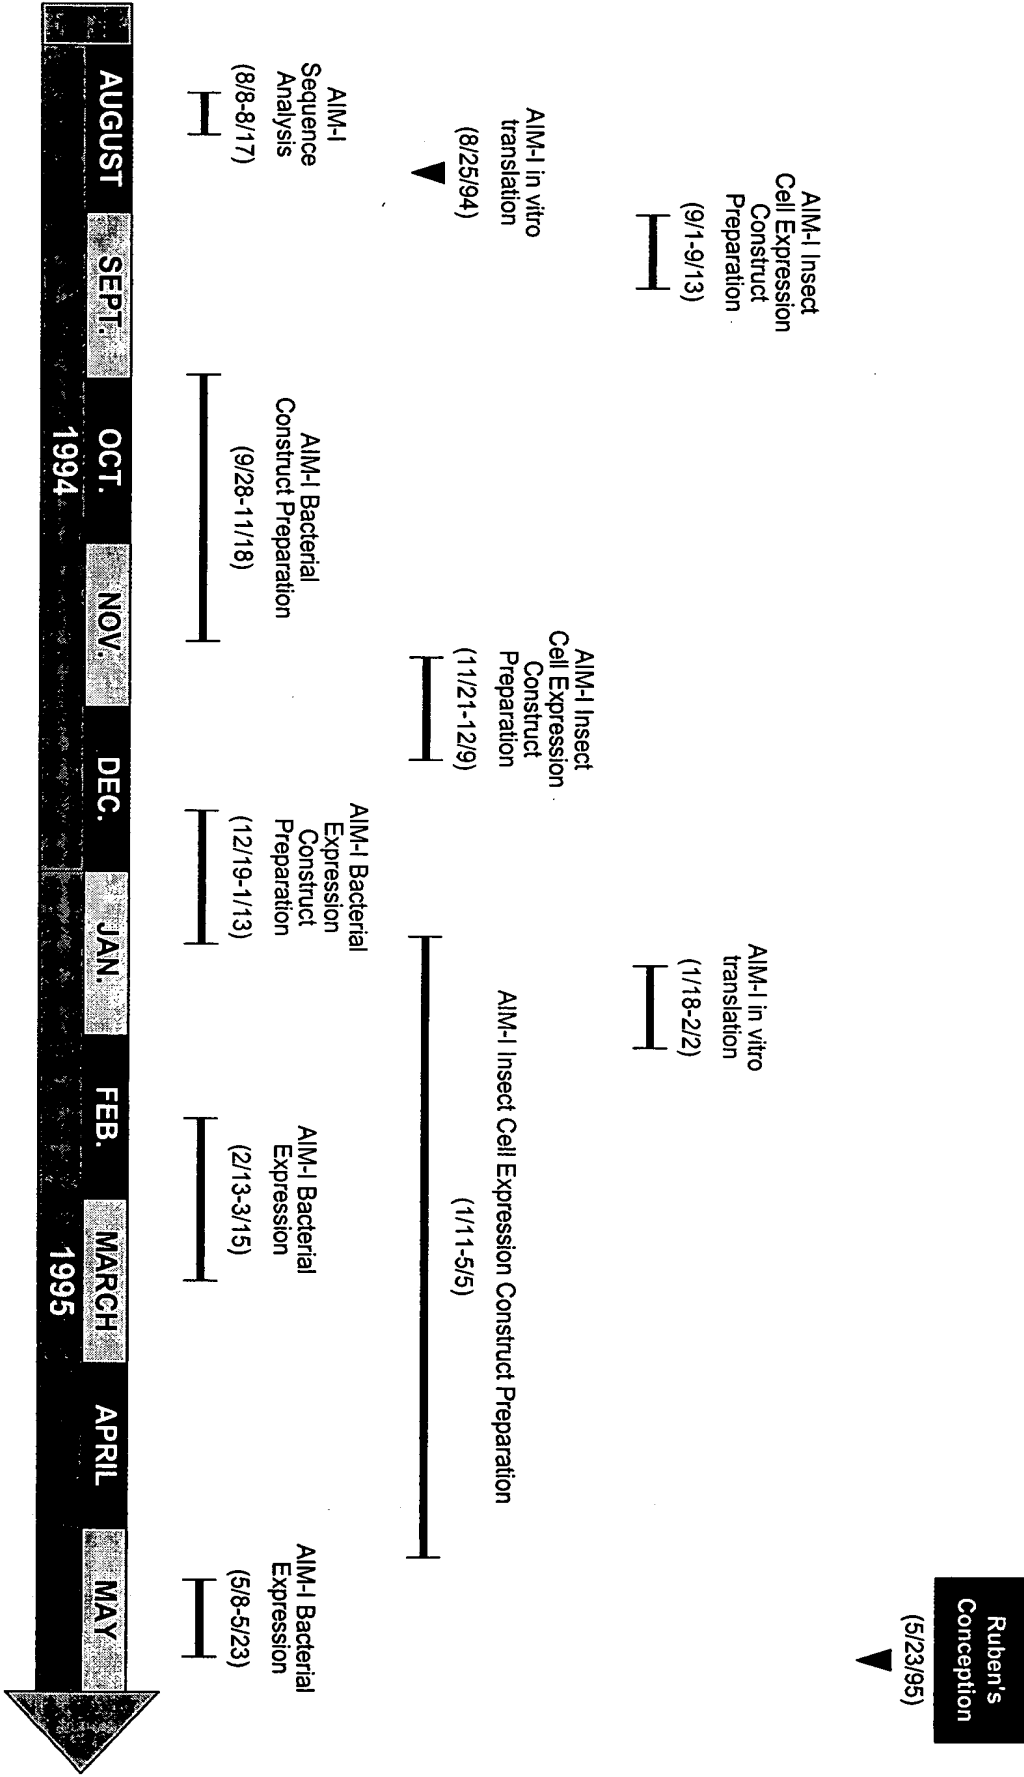 Ruben's
Conception
(5/23/95)
AIM-I Insect
Cell Expression
Construct
Preparation
(9/1-9/13)
AIM-I in vitro
translation
(1/18-2/2)
AIM-I in vitro
translation
(8/25/94)
AIM-I Insect
Cell Expression
Construct
Preparation
(11/21-12/9)
AIM-I Insect Cell Expression Construct Preparation
(1/11-5/5)
AIM-I
Sequence
Analysis
(8/8-8/17)
AIM-I Bacterial
Construct Preparation
(9/28-11/18)
AIM-I Bacterial
Expression
Construct
Preparation
(12/19-1/13)
AIM-I Bacterial
Expression
(2/13-3/15)
AIM-I Bacterial
Expression
(5/8-5/23)
AUGUST SEPT. OCT. NOV. DEC. JAN. FEB. MARCH APRIL MAY
1994 1995